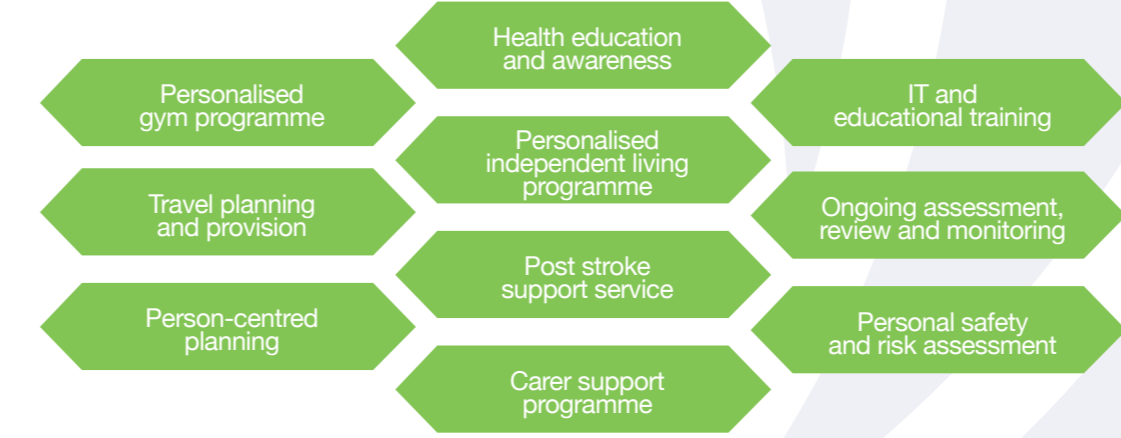 Health education
and awareness
Personalised
gym programme
IT and
educational training
Personalised
independent living
programme
Travel planning
and provision
Ongoing assessment,
review and monitoring
Post stroke
support service
Person-centred
planning
Personal safety
and risk assessment
Carer support
programme